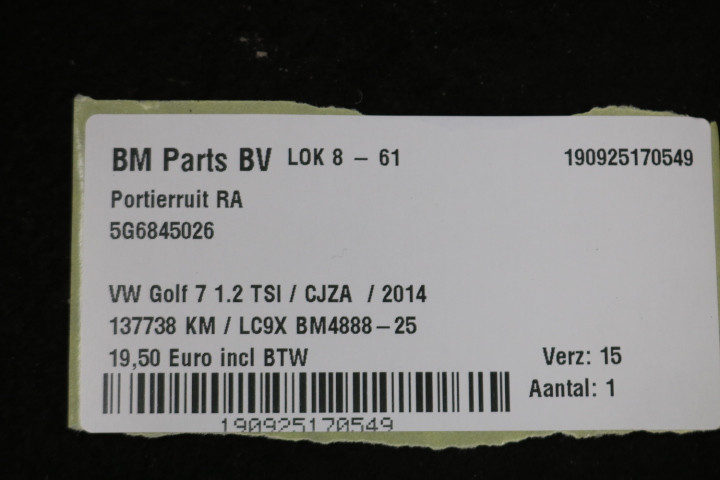 BM Parts BV LOK 8 - 61 190925170549
Portierruit RA
5G6845026
VW Golf 7 1.2 TSI / CJZA / 2014
137738 KM / LC9X BM4888-25
19,50 Euro incl BTW Verz: 15
Aantal: 1
190925170549